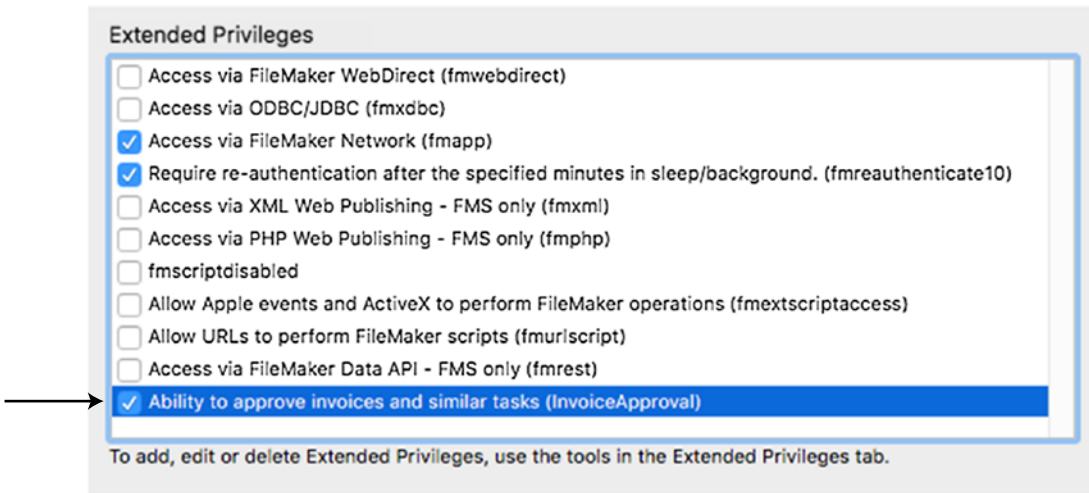 Extended Privileges
Access via FileMaker WebDirect (fmwebdirect)
Access via ODBC/JDBC (fmxdbc)
Access via FileMaker Network (fmapp)
Require re-authentication after the specified minutes in sleep/background. (fmreauthenticate10)
Access via XML Web Publishing - FMS only (fmxml)
Access via PHP Web Publishing - FMS only (fmphp)
fmscriptdisabled
Allow Apple events and ActiveX to perform FileMaker operations (fmextscriptaccess)
Allow URLs to perform FileMaker scripts (fmurlscript)
Access via FileMaker Data API - FMS only (fmrest)
Ability to approve invoices and similar tasks (InvoiceApproval)
To add, edit or delete Extended Privileges, use the tools in the Extended Privileges tab.